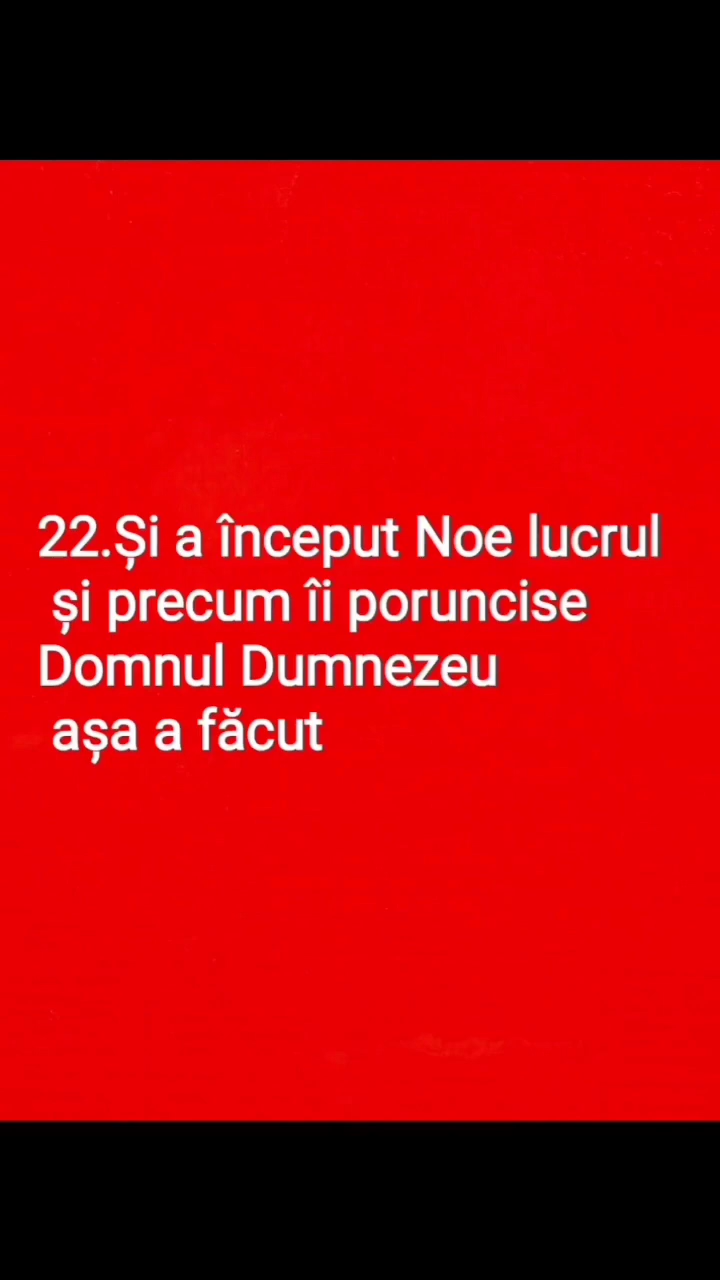 22.Și a început Noe lucrul
și precum îi poruncise
Domnul Dumnezeu
așa a făcut